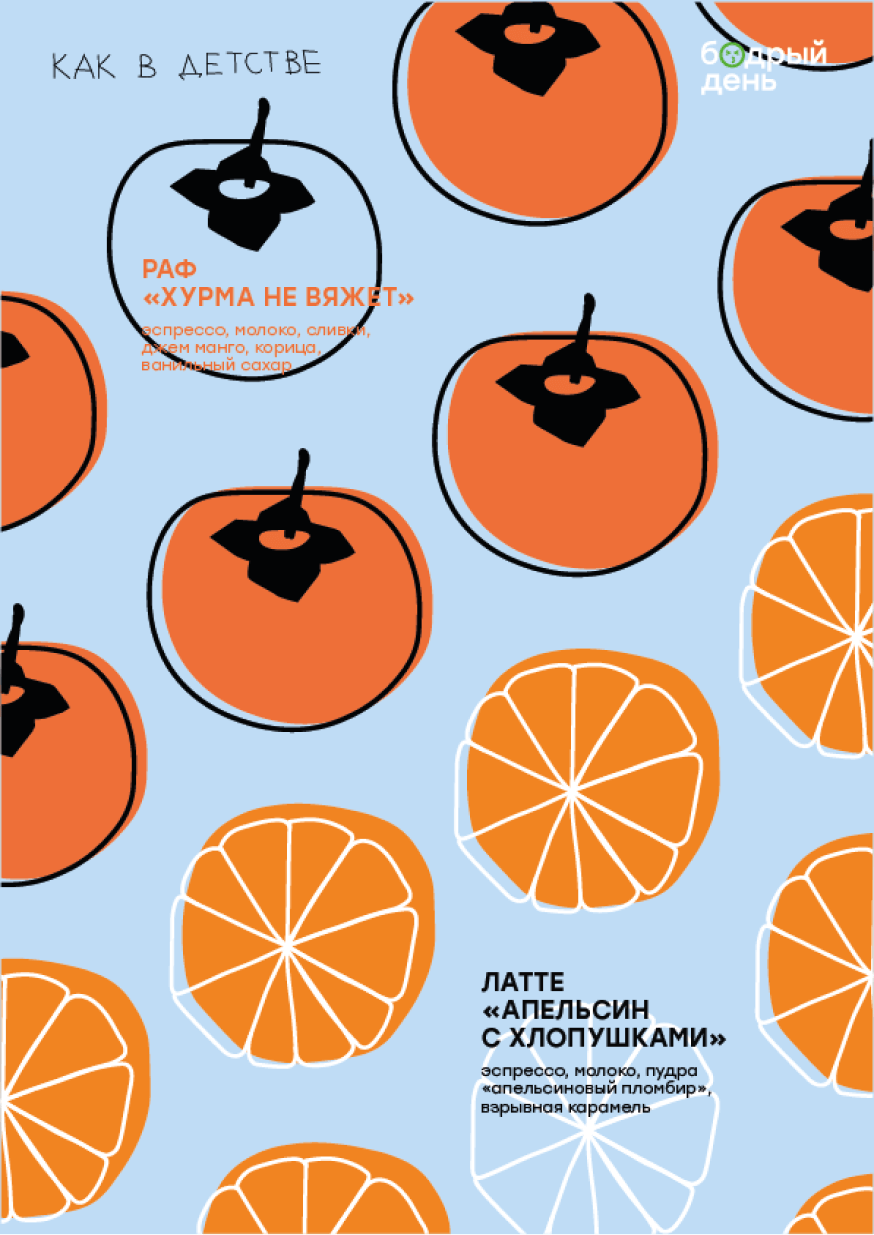 КАК В ДЕТСТВЕ
бодрый
день
РАФ
«ХУРМА НЕ ВЯЖЕТ»
эспрессо, молоко, сливки,
джем манго, корица,
ванильный сахар
ЛАТТЕ
«АПЕЛЬСИН
С ХЛОПУШКАМИ»
эспрессо, молоко, пудра
«апельсиновый пломбир»,
взрывная карамель